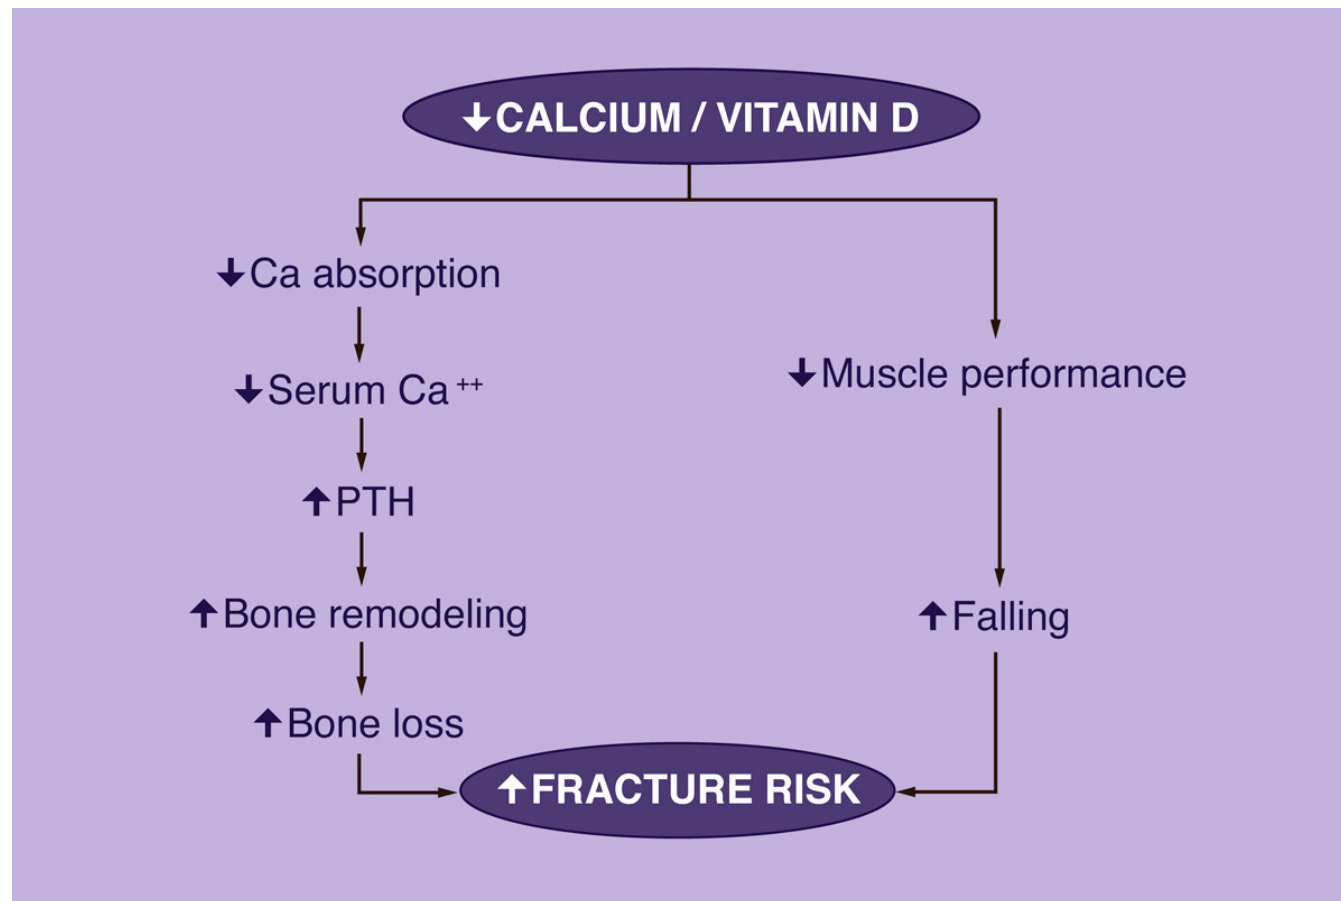 ↓CALCIUM / VITAMIN D
↓Ca absorption
↓Serum Ca++
↑PTH
↑Bone remodeling
↑Bone loss
↓Muscle performance
↑Falling
↑FRACTURE RISK